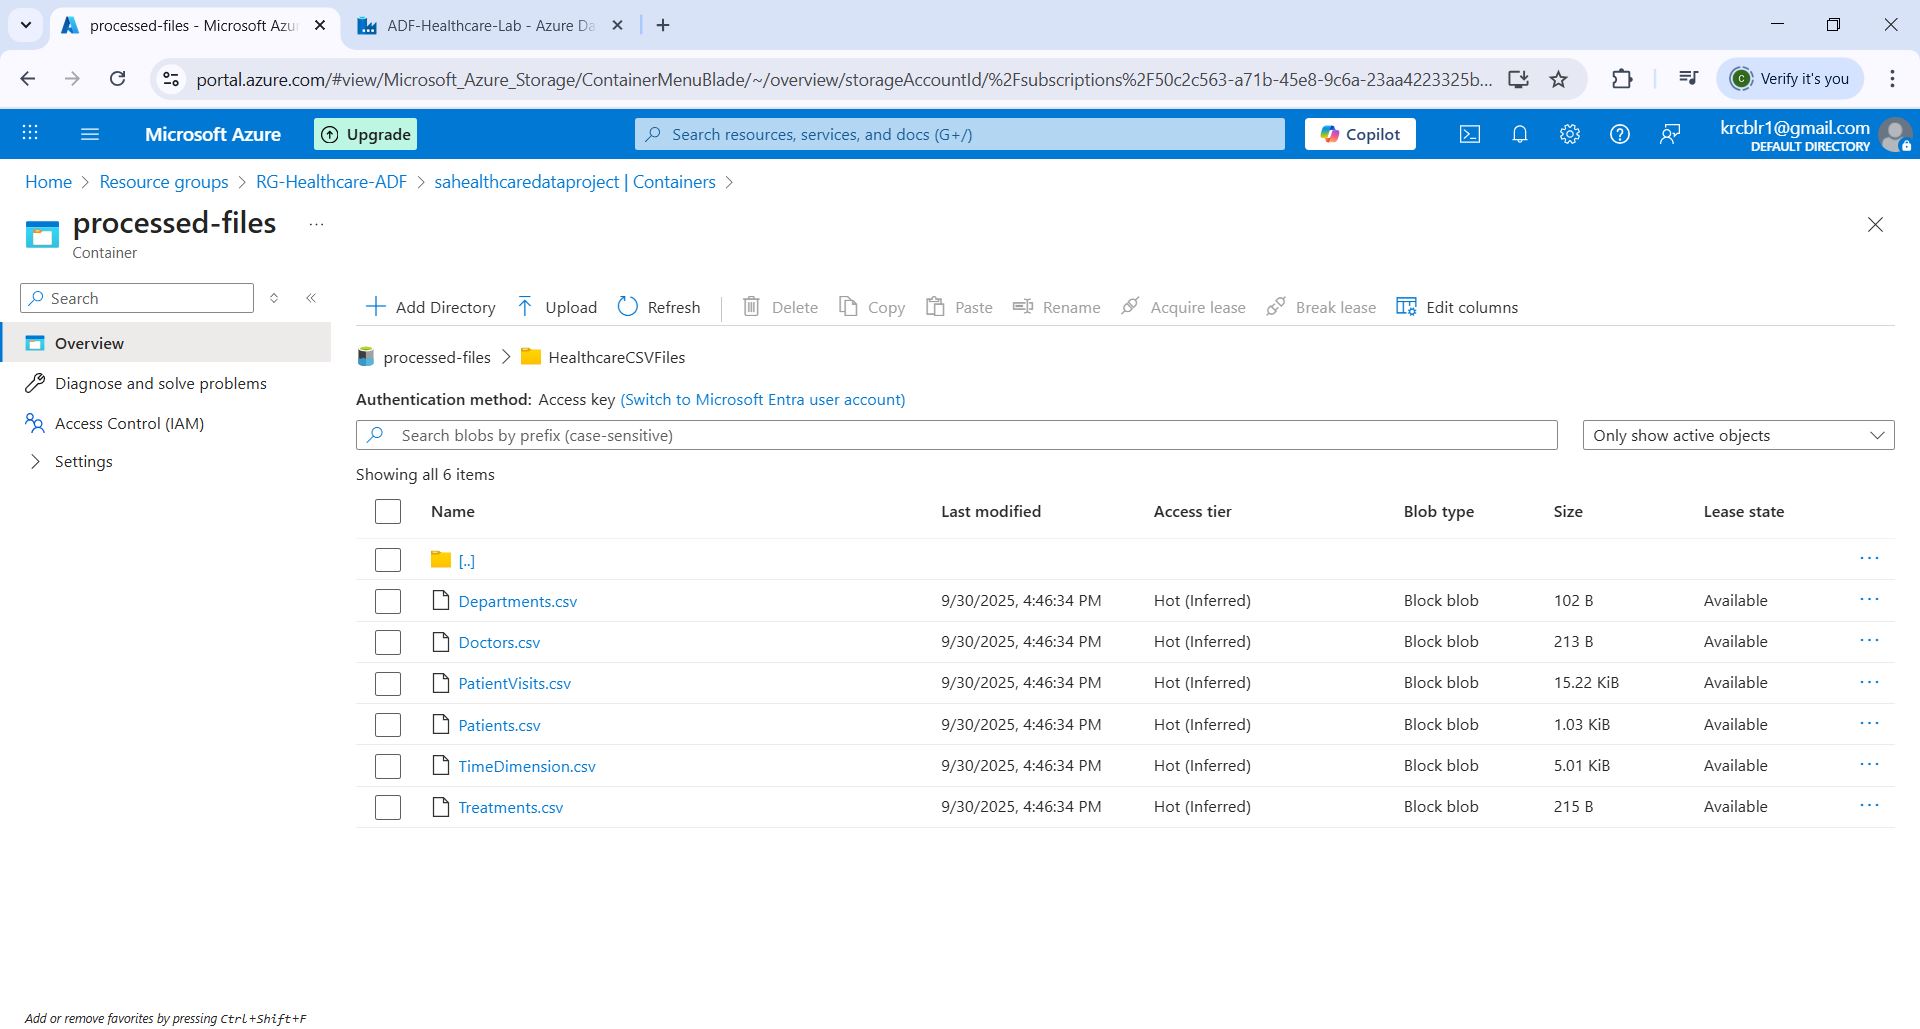 processed-files - Microsoft Azur
ADF-Healthcare-Lab - Azure Da
portal.azure.com/#view/Microsoft_Azure_Storage/ContainerMenuBlade/~/overview/storageAccountId/%2Fsubscriptions%2F50c2c563-a71b-45e8-9c6a-23aa4223325b...
C
Verify it's you
Microsoft Azure
Upgrade
Search resources, services, and docs (G+/)
Copilot
krcblr1@gmail.com
DEFAULT DIRECTORY
Home > Resource groups > RG-Healthcare-ADF > sahealthcaredataproject | Containers >
processed-files ...
Container
Search
Overview
Diagnose and solve problems
Access Control (IAM)
Settings
Add Directory Upload Refresh Delete Copy Paste Rename Acquire lease Break lease Edit columns
processed-files > HealthcareCSVFiles
Authentication method: Access key (Switch to Microsoft Entra user account)
Search blobs by prefix (case-sensitive)
Only show active objects
Showing all 6 items
Name Last modified Access tier Blob type Size Lease state
[..] ...
Departments.csv 9/30/2025, 4:46:34 PM Hot (Inferred) Block blob 102 B Available ...
Doctors.csv 9/30/2025, 4:46:34 PM Hot (Inferred) Block blob 213 B Available ...
PatientVisits.csv 9/30/2025, 4:46:34 PM Hot (Inferred) Block blob 15.22 KiB Available ...
Patients.csv 9/30/2025, 4:46:34 PM Hot (Inferred) Block blob 1.03 KiB Available ...
TimeDimension.csv 9/30/2025, 4:46:34 PM Hot (Inferred) Block blob 5.01 KiB Available ...
Treatments.csv 9/30/2025, 4:46:34 PM Hot (Inferred) Block blob 215 B Available ...
Add or remove favorites by pressing Ctrl+Shift+F